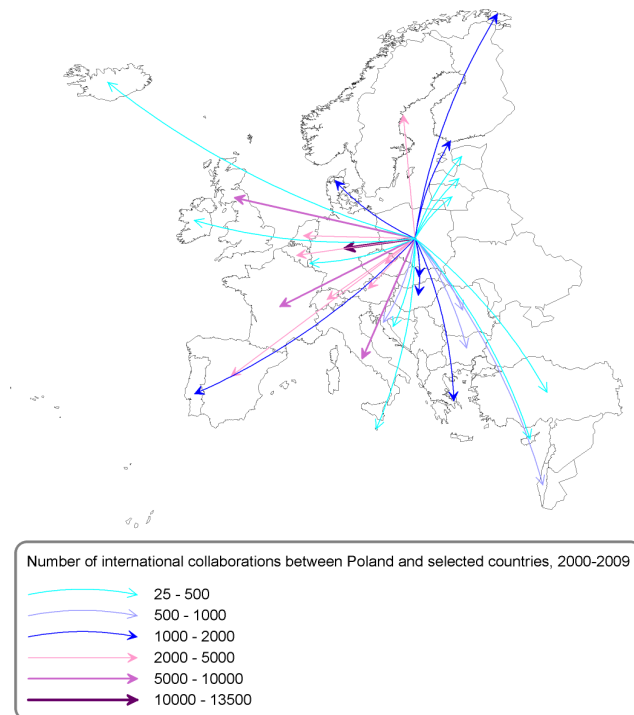 Number of international collaborations between Poland and selected countries, 2000-2009
25 - 500
500 - 1000
1000 - 2000
2000 - 5000
5000 - 10000
10000 - 13500